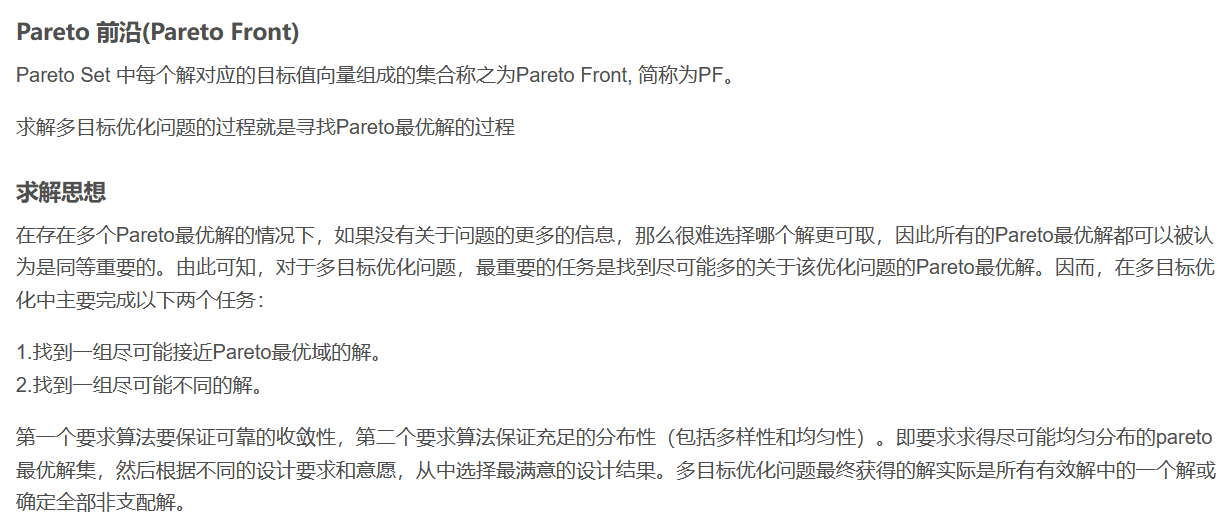 Pareto 前沿(Pareto Front)
Pareto Set 中每个解对应的目标值向量组成的集合称之为Pareto Front, 简称为PF。
求解多目标优化问题的过程就是寻找Pareto最优解的过程
求解思想
在存在多个Pareto最优解的情况下，如果没有关于问题的更多的信息，那么很难选择哪个解更可取，因此所有的Pareto最优解都可以被认
为是同等重要的。由此可知，对于多目标优化问题，最重要的任务是找到尽可能多的关于该优化问题的Pareto最优解。因而，在多目标优
化中主要完成以下两个任务：
1.找到一组尽可能接近Pareto最优域的解。
2.找到一组尽可能不同的解。
第一个要求算法要保证可靠的收敛性，第二个要求算法保证充足的分布性（包括多样性和均匀性）。即要求求得尽可能均匀分布的pareto
最优解集，然后根据不同的设计要求和意愿，从中选择最满意的设计结果。多目标优化问题最终获得的解实际是所有有效解中的一个解或
确定全部非支配解。